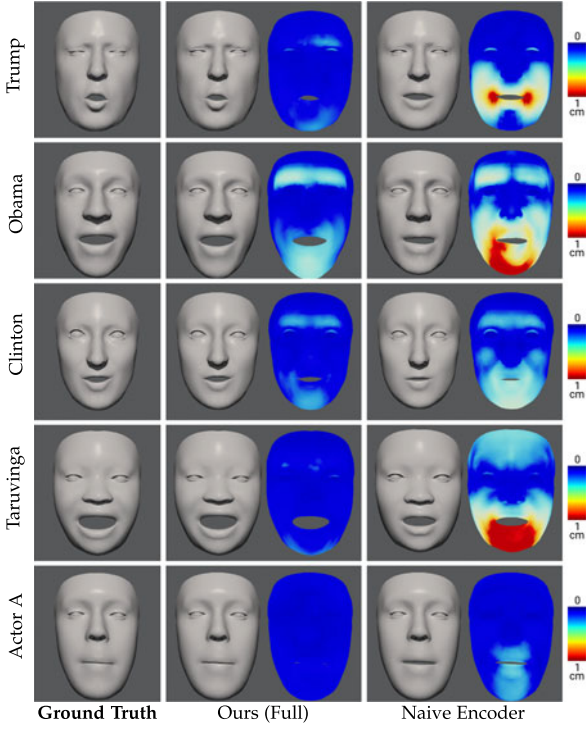 Trump
0
1
cm
Obama
0
1
cm
Clinton
0
1
cm
Taruvinga
0
1
cm
Actor A
0
1
cm
Ground Truth
Ours (Full)
Naive Encoder